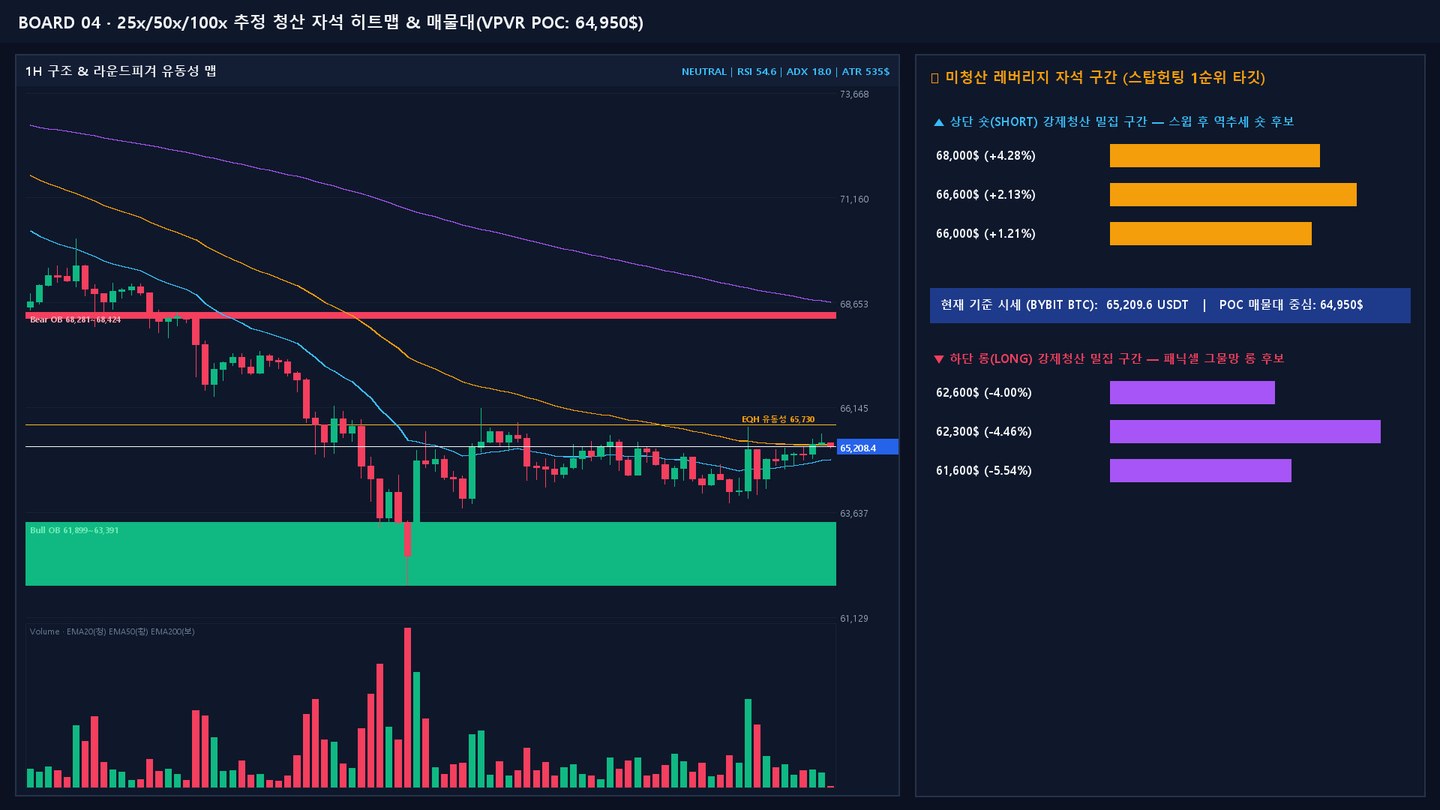 BOARD 04 · 25x/50x/100x 추정 청산 자석 히트맵 & 매물대(VPVR POC: 64,950$)
1H 구조 & 라운드피겨 유동성 맵
NEUTRAL | RSI 54.6 | ADX 18.0 | ATR 535$
73,668
71,160
68,653
Bear OB 68,281~68,424
66,145
EQH 유동성 65,730
65,208.4
63,637
Bull OB 61,899~63,391
61,129
Volume · EMA20(청) EMA50(황) EMA200(보)
미청산 레버리지 자석 구간 (스탑헌팅 1순위 타깃)
▲ 상단 숏(SHORT) 강제청산 밀집 구간 — 스윕 후 역추세 숏 후보
68,000$ (+4.28%)
66,600$ (+2.13%)
66,000$ (+1.21%)
현재 기준 시세 (BYBIT BTC): 65,209.6 USDT | POC 매물대 중심: 64,950$
▼ 하단 롱(LONG) 강제청산 밀집 구간 — 패닉셀 그물망 롱 후보
62,600$ (-4.00%)
62,300$ (-4.46%)
61,600$ (-5.54%)